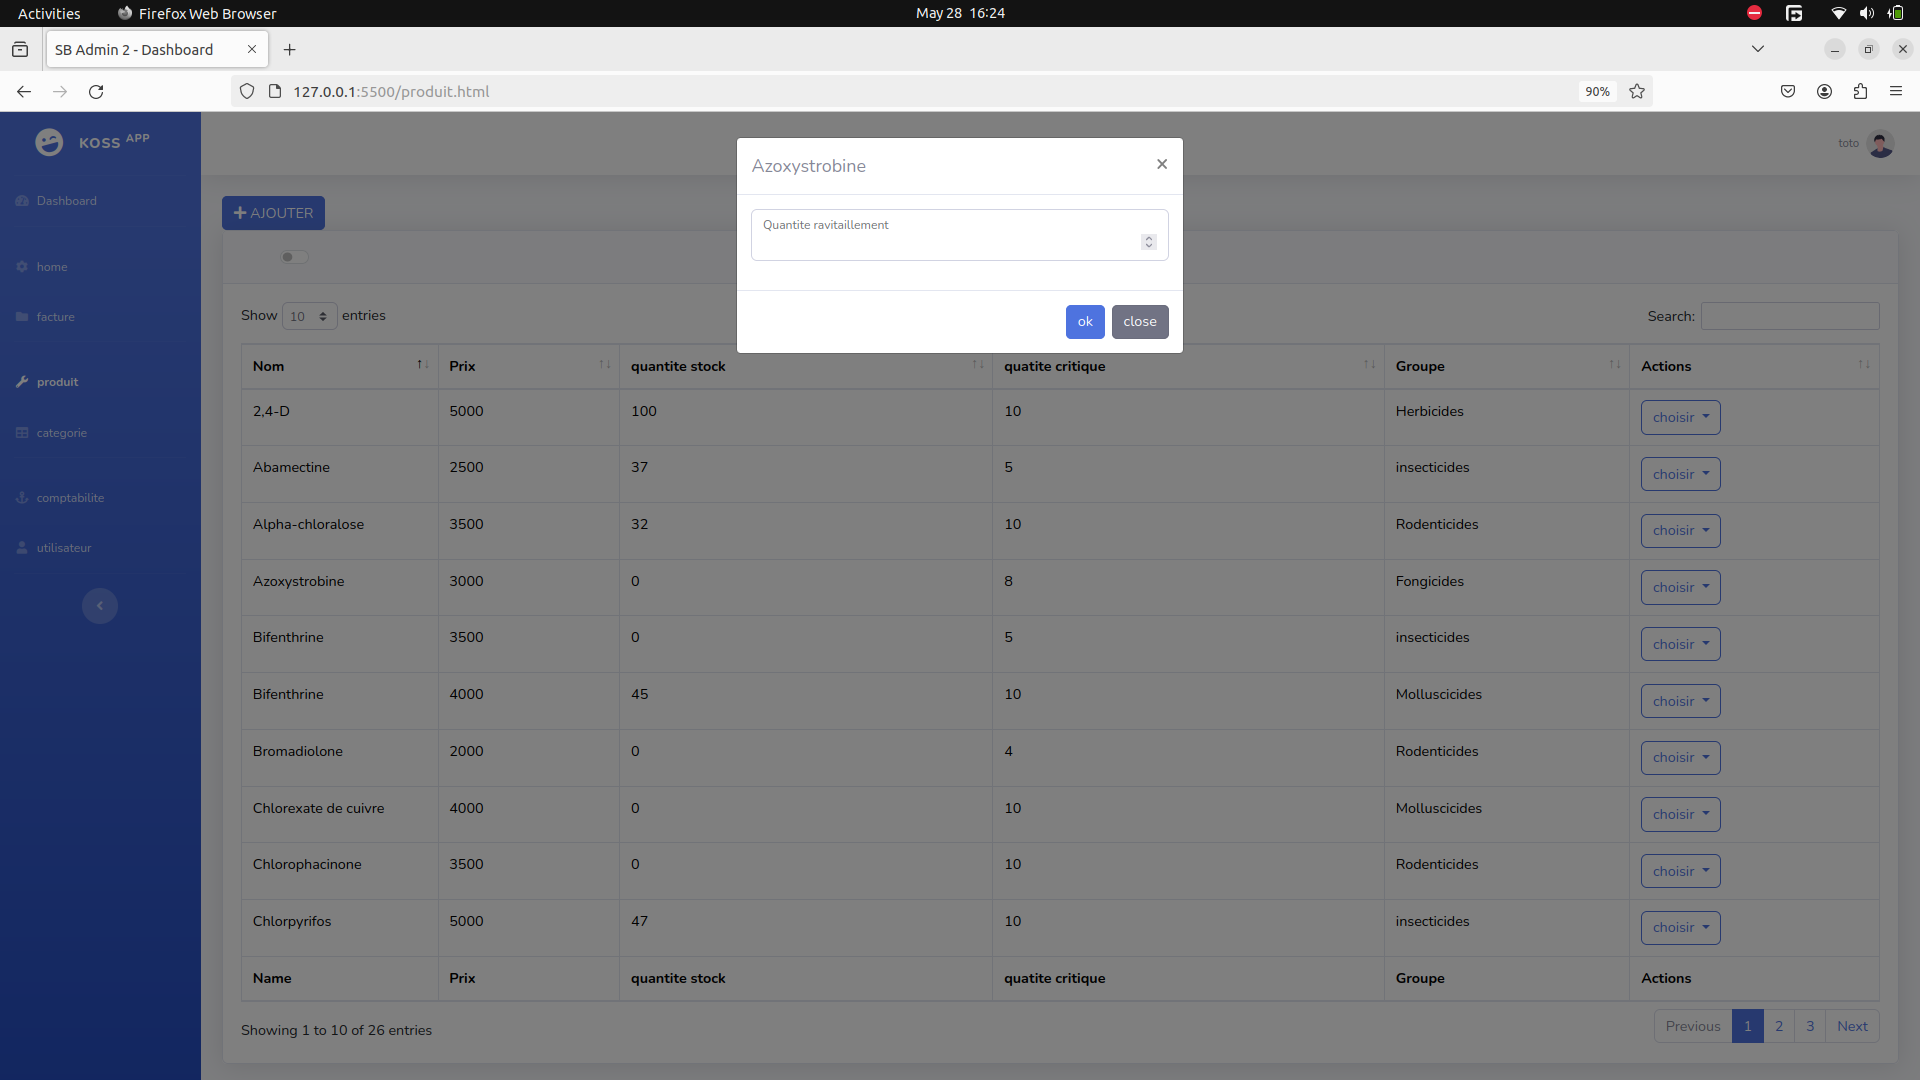 Activities Firefox Web Browser May 28 16:24
SB Admin 2 - Dashboard
127.0.0.1:5500/produit.html 90%
KOSS APP
toto
Dashboard
home
facture
produit
categorie
comptabilite
utilisateur
AJOUTER
Azoxystrobine
Quantite ravitaillement
ok close
Show 10 entries Search:
Nom Prix quantite stock quatite critique Groupe Actions
2,4-D 5000 100 10 Herbicides choisir
Abamectine 2500 37 5 insecticides choisir
Alpha-chloralose 3500 32 10 Rodenticides choisir
Azoxystrobine 3000 0 8 Fongicides choisir
Bifenthrine 3500 0 5 insecticides choisir
Bifenthrine 4000 45 10 Molluscicides choisir
Bromadiolone 2000 0 4 Rodenticides choisir
Chlorexate de cuivre 4000 0 10 Molluscicides choisir
Chlorophacinone 3500 0 10 Rodenticides choisir
Chlorpyrifos 5000 47 10 insecticides choisir
Name Prix quantite stock quatite critique Groupe Actions
Showing 1 to 10 of 26 entries Previous 1 2 3 Next